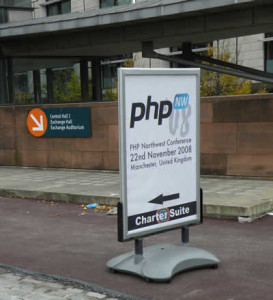 Central Hall 2
Exchange Hall
Exchange Auditorium
php NW
08
PHP Northwest Conference
22nd November 2008
Manchester, United Kingdom
Charter Suite